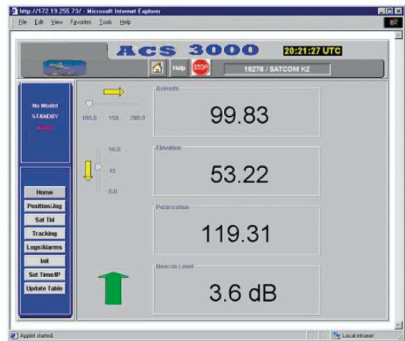 http://172.19.255.73/ - Microsoft Internet Explorer
File Edit View Favorites Tools Help
ACS 3000
20:21:27 UTC
Help
STOP
16276 / SATCOM K2
No Model
STANDBY
180.0 150 200.0
Azimuth
99.83
90.0
45
0.0
Elevation
53.22
Home
Position/Jog
Sat Tbl
Tracking
Logs/Alarms
Init
Sat Time/IP
Update Table
Polarization
119.31
Beacon Level
3.6 dB
Applet started.
Local intranet